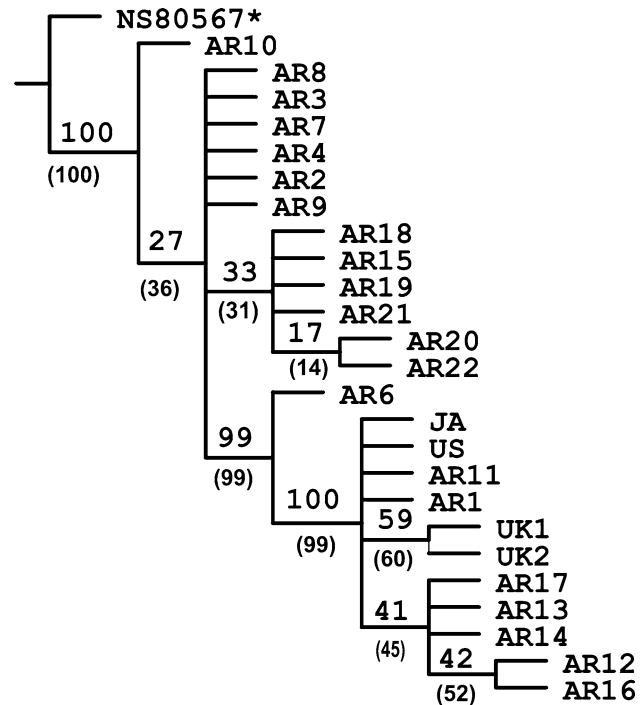 NS80567*
AR10
AR8
AR3
100
AR7
(100)
AR4
AR2
AR9
27
AR18
(36)
33
AR15
AR19
(31)
AR21
17
AR20
(14)
AR22
AR6
99
JA
US
(99)
AR11
100
AR1
59
UK1
(99)
(60)
UK2
AR17
41
AR13
(45)
AR14
42
AR12
(52)
AR16